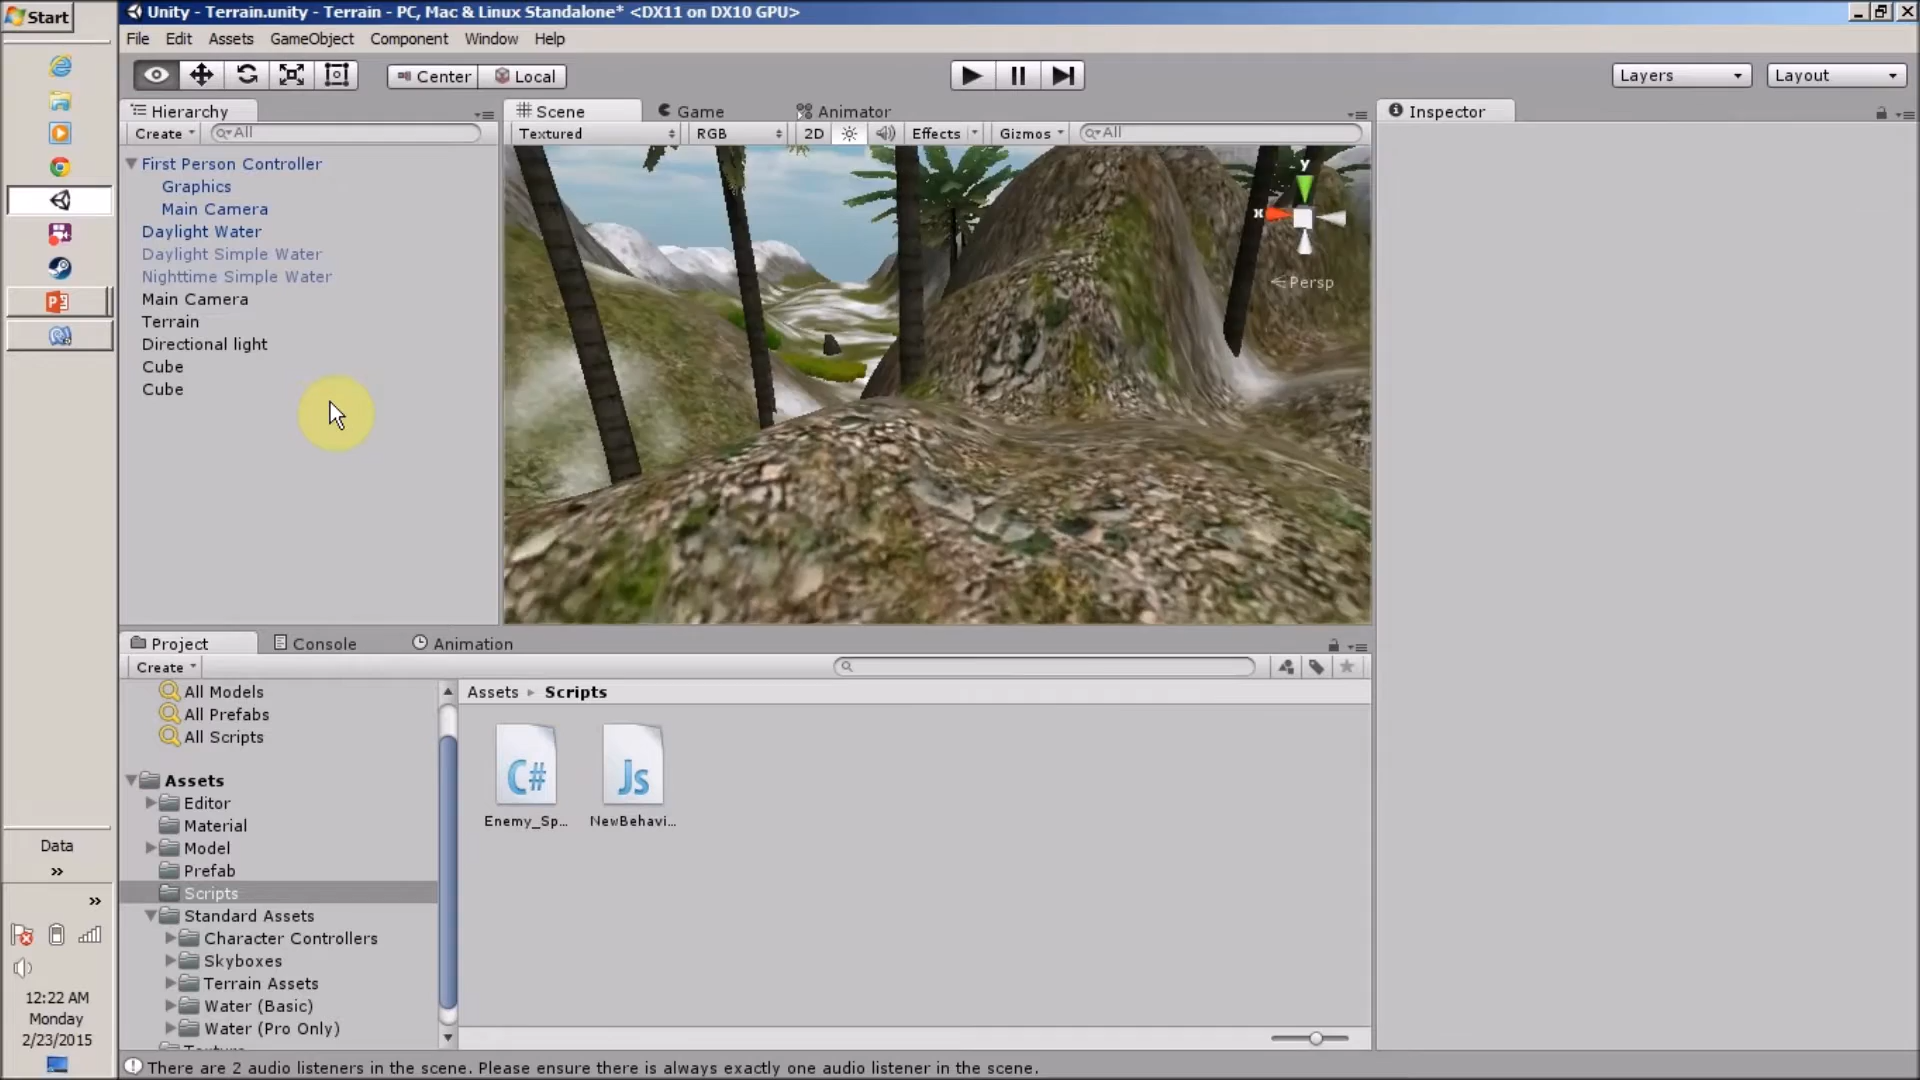 Start
Unity - Terrain.unity - Terrain - PC, Mac & Linux Standalone* <DX11 on DX10 GPU>
File Edit Assets GameObject Component Window Help
Center Local
Layers Layout
Hierarchy
Create All
First Person Controller
Graphics
Main Camera
Daylight Water
Daylight Simple Water
Nighttime Simple Water
Main Camera
Terrain
Directional light
Cube
Cube
Scene Game Animator
Textured RGB 2D Effects Gizmos All
y
x
Persp
Inspector
Project Console Animation
Create
All Models
All Prefabs
All Scripts
Assets
Editor
Material
Model
Prefab
Scripts
Standard Assets
Character Controllers
Skyboxes
Terrain Assets
Water (Basic)
Water (Pro Only)
Assets Scripts
C# Js
Enemy_Sp... NewBehavi...
Data
12:22 AM
Monday
2/23/2015
There are 2 audio listeners in the scene. Please ensure there is always exactly one audio listener in the scene.